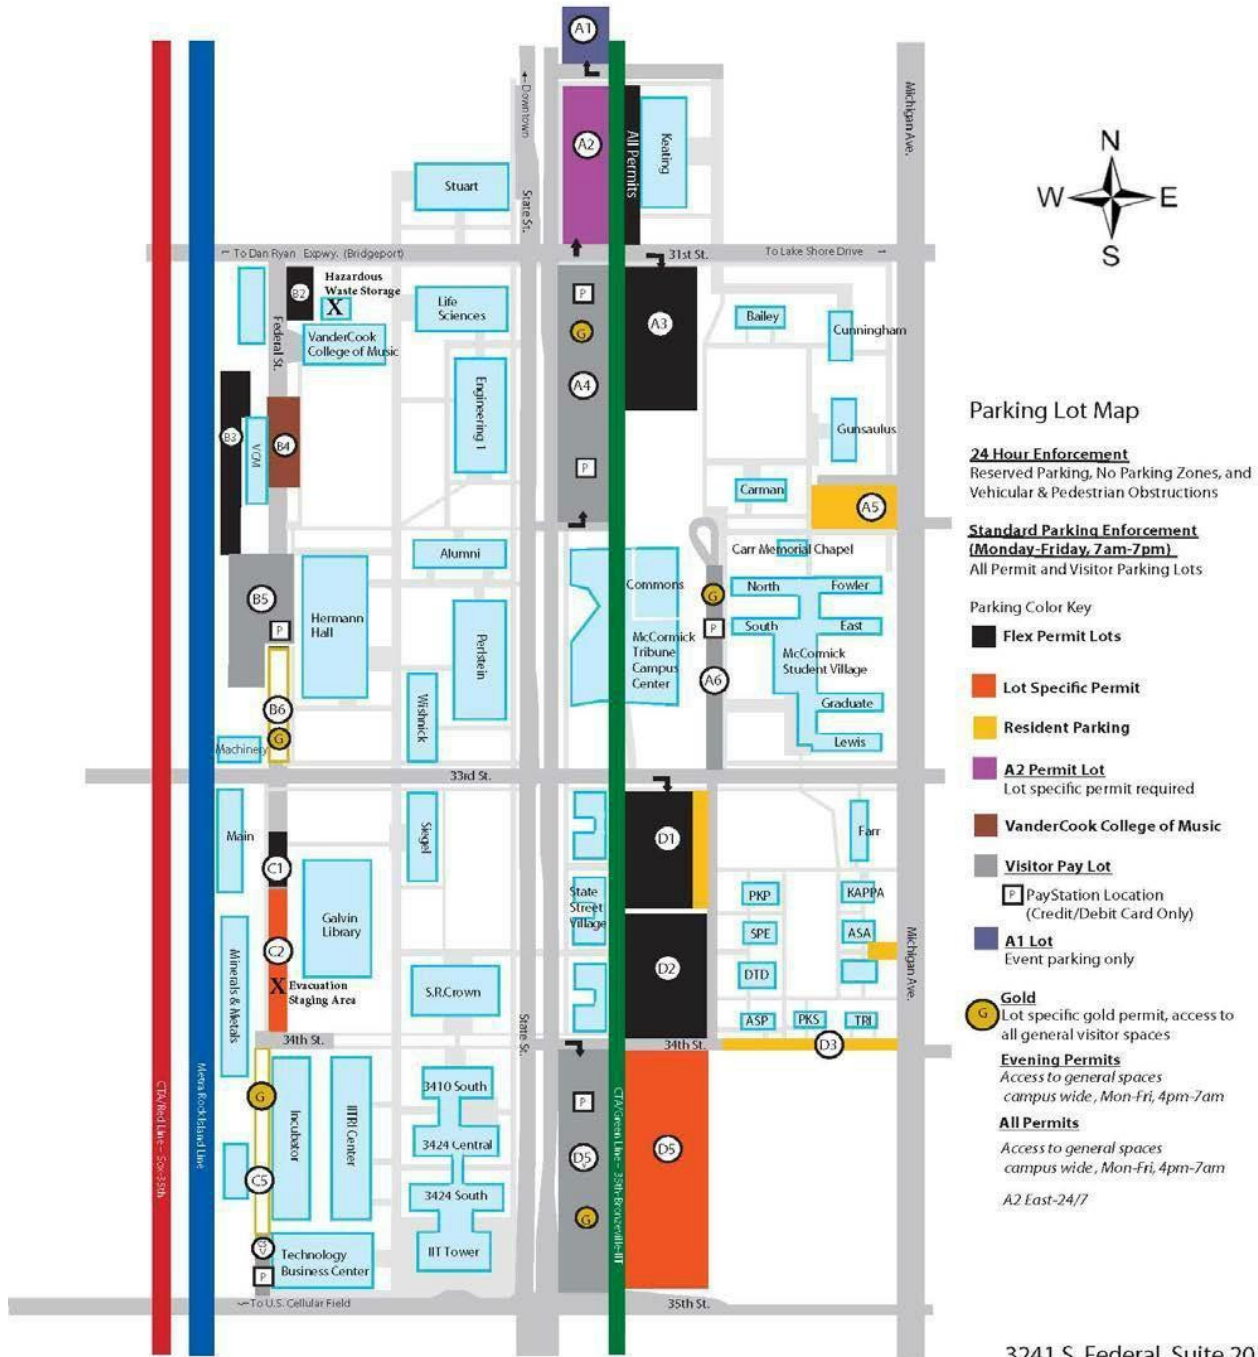 A1
Downtown
Michigan Ave.
A2
All Permits
Keating
N
W E
S
Stuart
State St.
To Dan Ryan Expwy. (Bridgeport)
31st St.
To Lake Shore Drive
B2
Hazardous
Waste Storage
X
Federal St.
VanderCook
College of Music
Life
Sciences
P
G
A3
Bailey
Cunningham
A4
Engineering 1
Gunsaulus
B3
VCM
B4
P
Carman
A5
Alumni
Carr Memorial Chapel
Commons
B5
P
Hermann
Hall
Perlstein
McCormick
Tribune
Campus
Center
G
P
A6
North
Fowler
South
East
McCormick
Student Village
Graduate
Lewis
B6
G
Wishnick
Machinery
33rd St.
Main
Siegel
D1
Farr
C1
Galvin
Library
State
Street
Village
PKP
KAPPA
C2
SPE
ASA
Minerals & Metals
X
Evacuation
Staging Area
S.R.Crown
D2
DTD
Michigan Ave.
ASP
PKS
TRI
34th St.
State St.
34th St.
D3
Metra Rock Island Line
CTA/Red Line - Sox-35th
G
Incubator
IITRI Center
3410 South
3424 Central
3424 South
IIT Tower
P
D5
V
G
CTA/Green Line - 35th-Bronzeville-IIT
D5
C5
P
Technology
Business Center
To U.S. Cellular Field
35th St.
Parking Lot Map
24 Hour Enforcement
Reserved Parking, No Parking Zones, and
Vehicular & Pedestrian Obstructions
Standard Parking Enforcement
(Monday-Friday, 7am-7pm)
All Permit and Visitor Parking Lots
Parking Color Key
Flex Permit Lots
Lot Specific Permit
Resident Parking
A2 Permit Lot
Lot specific permit required
VanderCook College of Music
Visitor Pay Lot
P PayStation Location
(Credit/Debit Card Only)
A1 Lot
Event parking only
Gold
G Lot specific gold permit, access to
all general visitor spaces
Evening Permits
Access to general spaces
campus wide, Mon-Fri, 4pm-7am
All Permits
Access to general spaces
campus wide, Mon-Fri, 4pm-7am
A2 East-24/7
3241 S. Federal, Suite 20